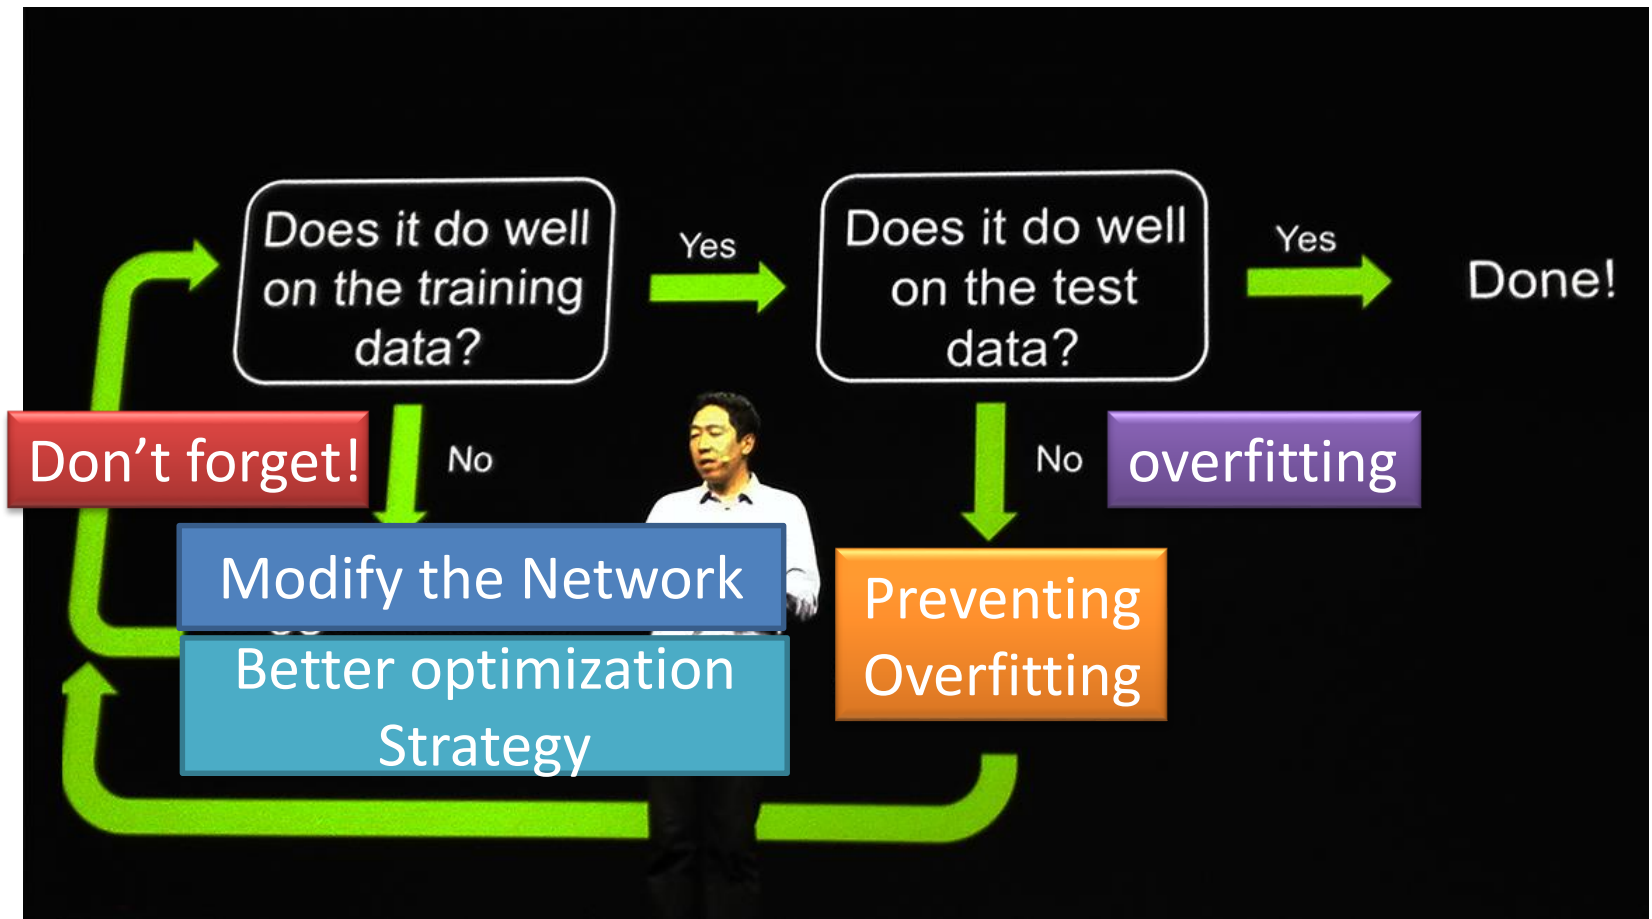 Does it do well
on the training
data?
Yes
Does it do well
on the test
data?
Yes
Done!
Don’t forget!
No
No
overfitting
Modify the Network
Better optimization
Strategy
Preventing
Overfitting